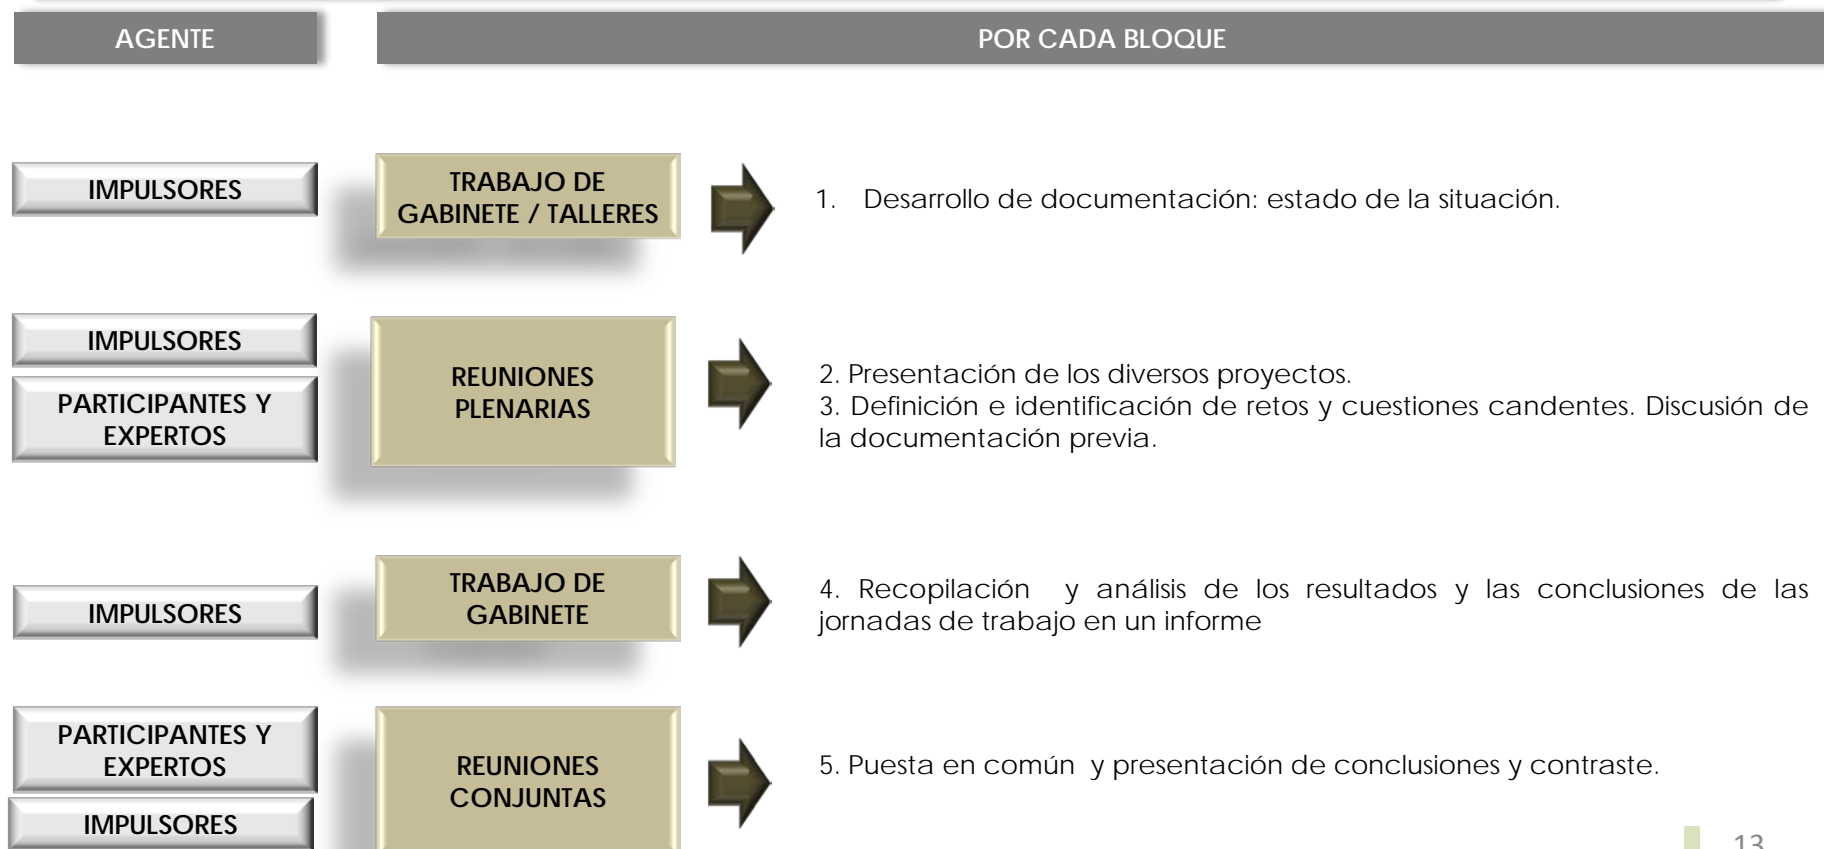 AGENTE
POR CADA BLOQUE
IMPULSORES
TRABAJO DE
GABINETE / TALLERES
1. Desarrollo de documentación: estado de la situación.
IMPULSORES
PARTICIPANTES Y
EXPERTOS
REUNIONES
PLENARIAS
2. Presentación de los diversos proyectos.
3. Definición e identificación de retos y cuestiones candentes. Discusión de
la documentación previa.
IMPULSORES
TRABAJO DE
GABINETE
4. Recopilación y análisis de los resultados y las conclusiones de las
jornadas de trabajo en un informe
PARTICIPANTES Y
EXPERTOS
IMPULSORES
REUNIONES
CONJUNTAS
5. Puesta en común y presentación de conclusiones y contraste.
13